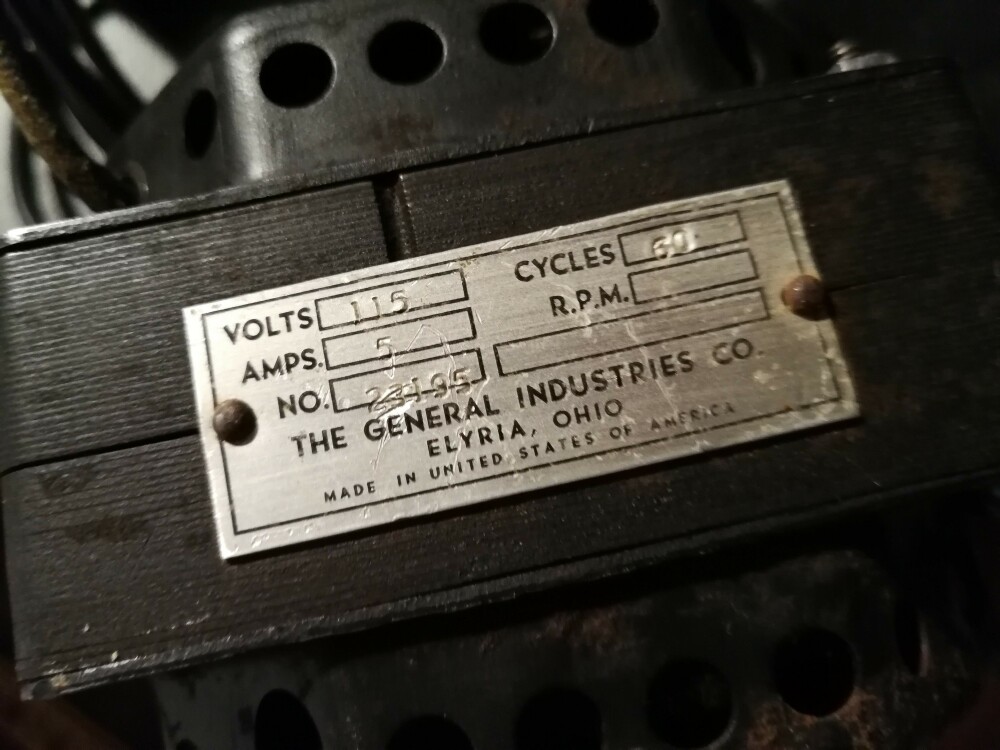 VOLTS 115 CYCLES 60
AMPS. 5 R.P.M.
NO. 23495
THE GENERAL INDUSTRIES CO.
ELYRIA, OHIO
MADE IN UNITED STATES OF AMERICA